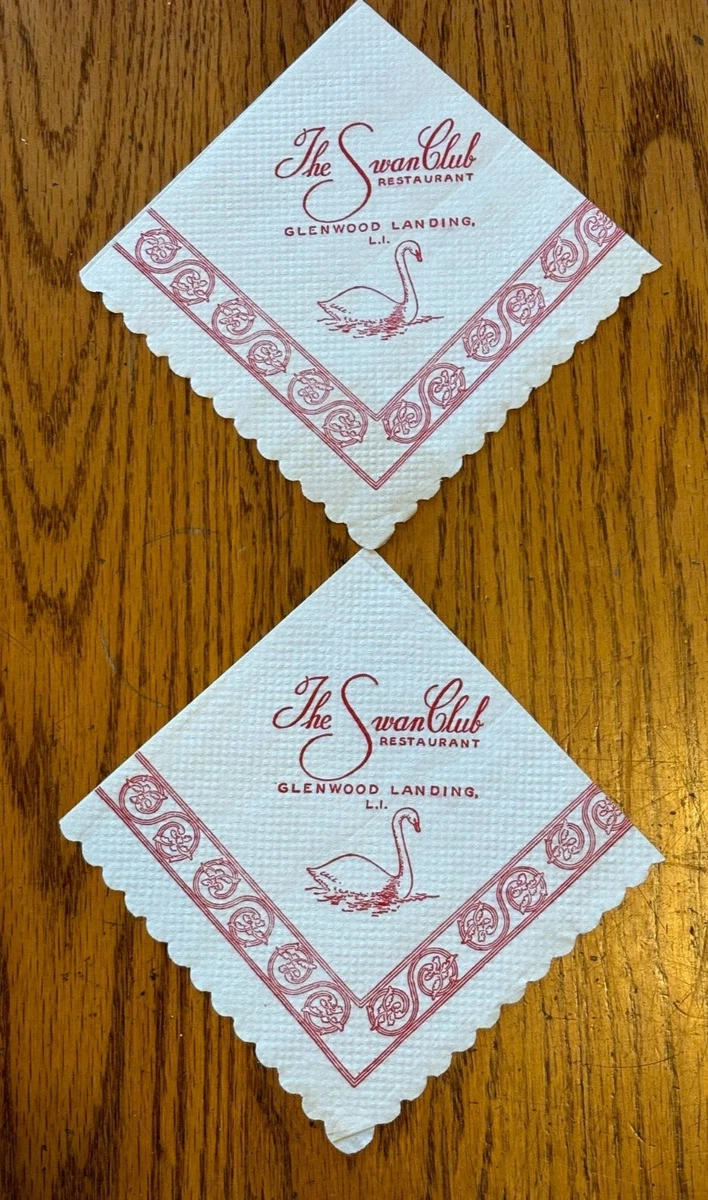 The Swan Club
RESTAURANT
GLENWOOD LANDING,
L.I.
The Swan Club
RESTAURANT
GLENWOOD LANDING,
L.I.